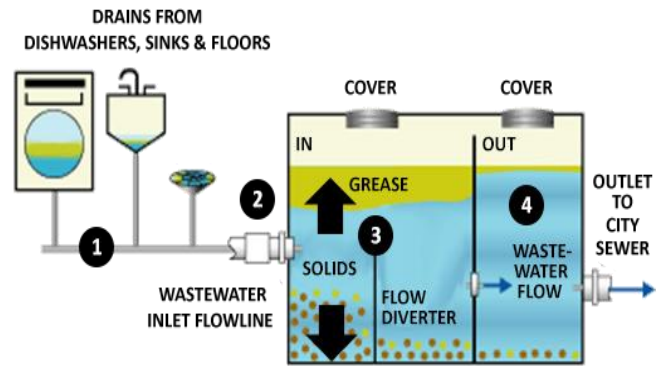 DRAINS FROM
DISHWASHERS, SINKS & FLOORS
COVER
COVER
IN
OUT
GREASE
OUTLET
TO
CITY
SEWER
1
2
3
4
SOLIDS
WASTE-
WATER
FLOW
WASTEWATER
INLET FLOWLINE
FLOW
DIVERTER